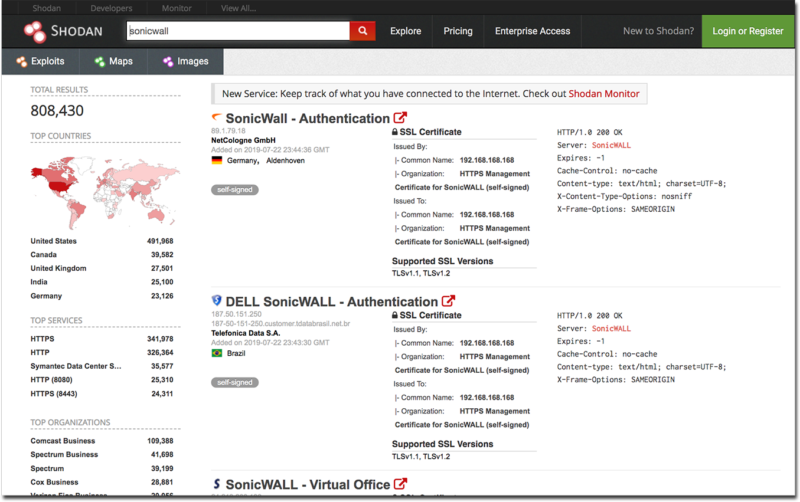 Shodan Developers Monitor View All...
SHODAN sonicwall Explore Pricing Enterprise Access New to Shodan? Login or Register
Exploits Maps Images
TOTAL RESULTS
808,430
TOP COUNTRIES
United States 491,968
Canada 39,582
United Kingdom 27,501
India 25,100
Germany 23,126
TOP SERVICES
HTTPS 341,978
HTTP 326,364
Symantec Data Center S... 35,577
HTTP (8080) 25,310
HTTPS (8443) 24,311
TOP ORGANIZATIONS
Comcast Business 109,388
Spectrum Business 41,698
Spectrum 39,199
Cox Business 28,881
New Service: Keep track of what you have connected to the Internet. Check out Shodan Monitor
SonicWall - Authentication
89.1.79.18
NetCologne GmbH
Added on 2019-07-22 23:44:36 GMT
Germany, Aldenhoven
self-signed
SSL Certificate
Issued By:
|- Common Name: 192.168.168.168
|- Organization: HTTPS Management
Certificate for SonicWALL (self-signed)
Issued To:
|- Common Name: 192.168.168.168
|- Organization: HTTPS Management
Certificate for SonicWALL (self-signed)
Supported SSL Versions
TLSv1.1, TLSv1.2
HTTP/1.0 200 OK
Server: SonicWALL
Expires: -1
Cache-Control: no-cache
Content-type: text/html; charset=UTF-8;
X-Content-Type-Options: nosniff
X-Frame-Options: SAMEORIGIN
DELL SonicWALL - Authentication
187.50.151.250
187-50-151-250.customer.tdatabrasil.net.br
Telefonica Data S.A.
Added on 2019-07-22 23:43:30 GMT
Brazil
self-signed
SSL Certificate
Issued By:
|- Common Name: 192.168.168.168
|- Organization: HTTPS Management
Certificate for SonicWALL (self-signed)
Issued To:
|- Common Name: 192.168.168.168
|- Organization: HTTPS Management
Certificate for SonicWALL (self-signed)
Supported SSL Versions
TLSv1.1, TLSv1.2
HTTP/1.0 200 OK
Server: SonicWALL
Expires: -1
Cache-Control: no-cache
Content-type: text/html; charset=UTF-8;
X-Frame-Options: SAMEORIGIN
SonicWALL - Virtual Office